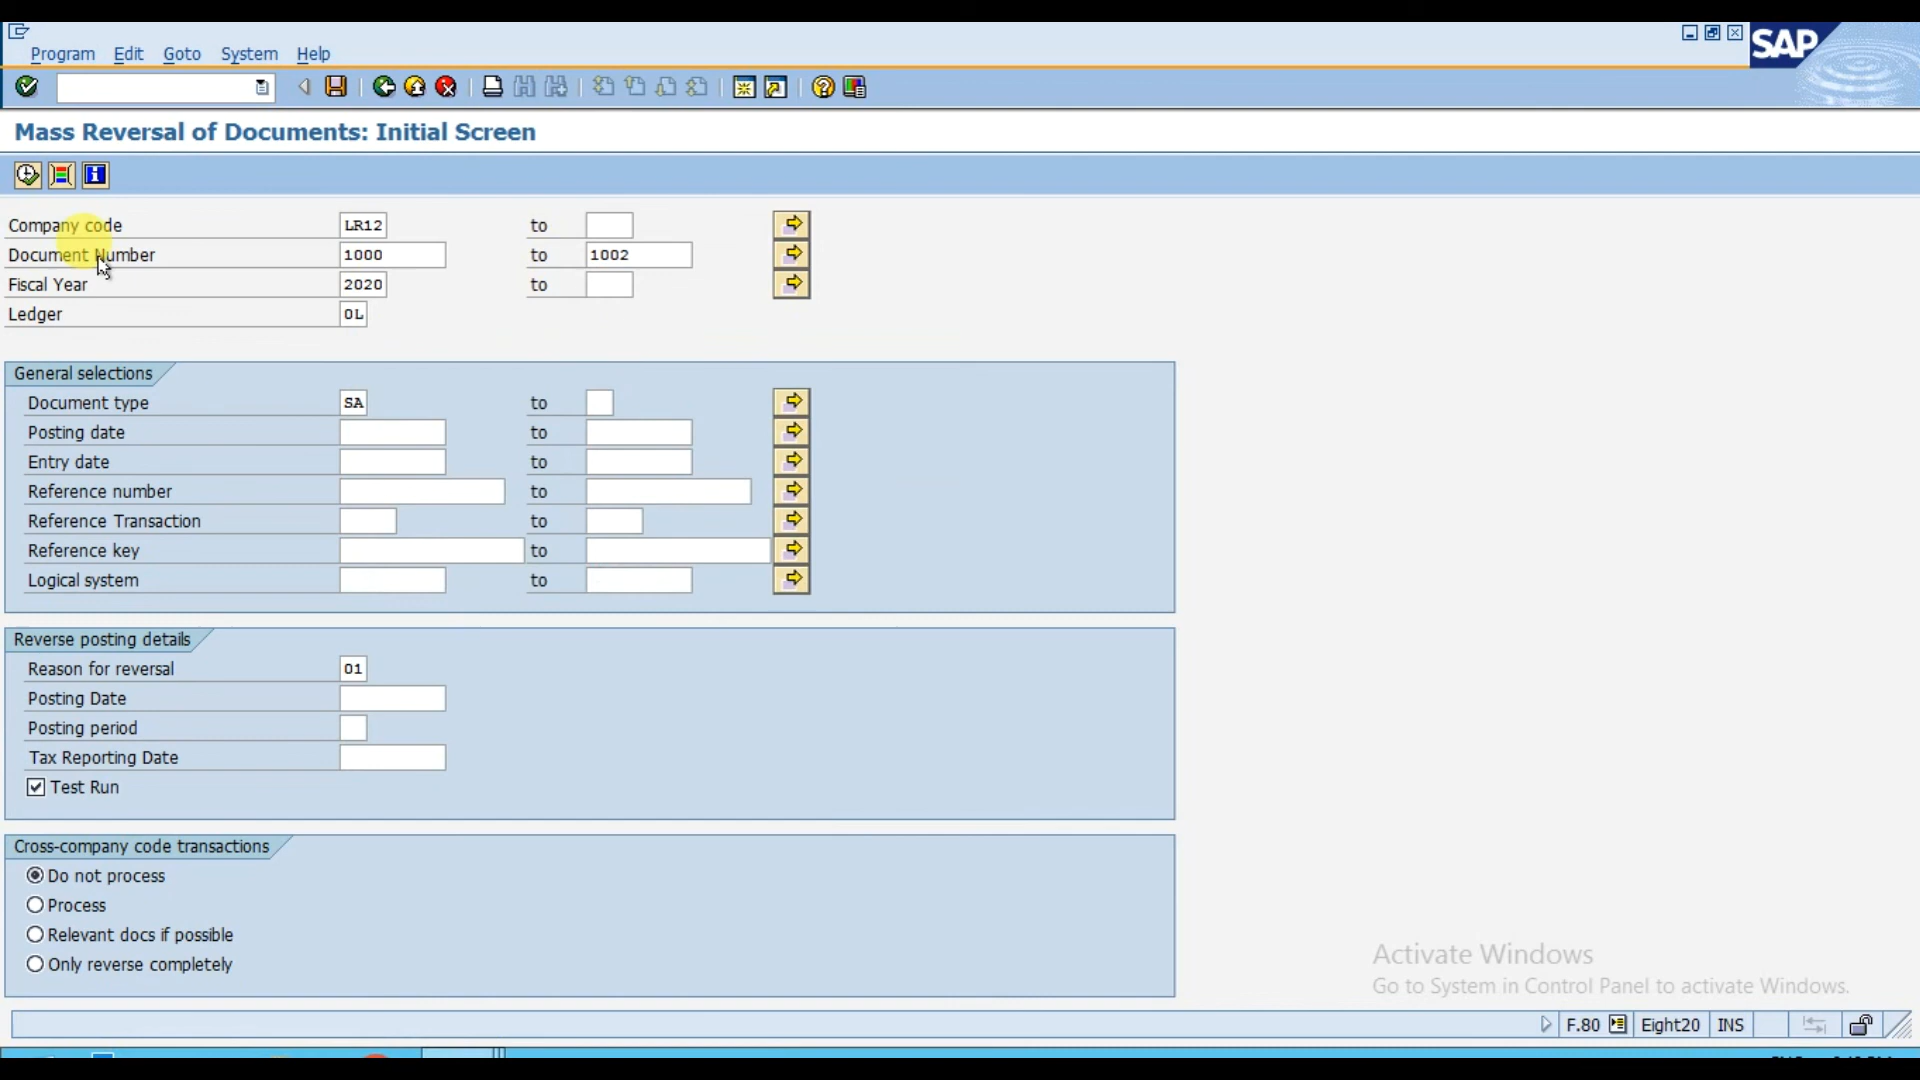 Program Edit Goto System Help
SAP
Mass Reversal of Documents: Initial Screen
Company code LR12 to
Document Number 1000 to 1002
Fiscal Year 2020 to
Ledger 0L
General selections
Document type SA to
Posting date to
Entry date to
Reference number to
Reference Transaction to
Reference key to
Logical system to
Reverse posting details
Reason for reversal 01
Posting Date
Posting period
Tax Reporting Date
Test Run
Cross-company code transactions
Do not process
Process
Relevant docs if possible
Only reverse completely
Activate Windows
Go to System in Control Panel to activate Windows.
F.80 Eight20 INS